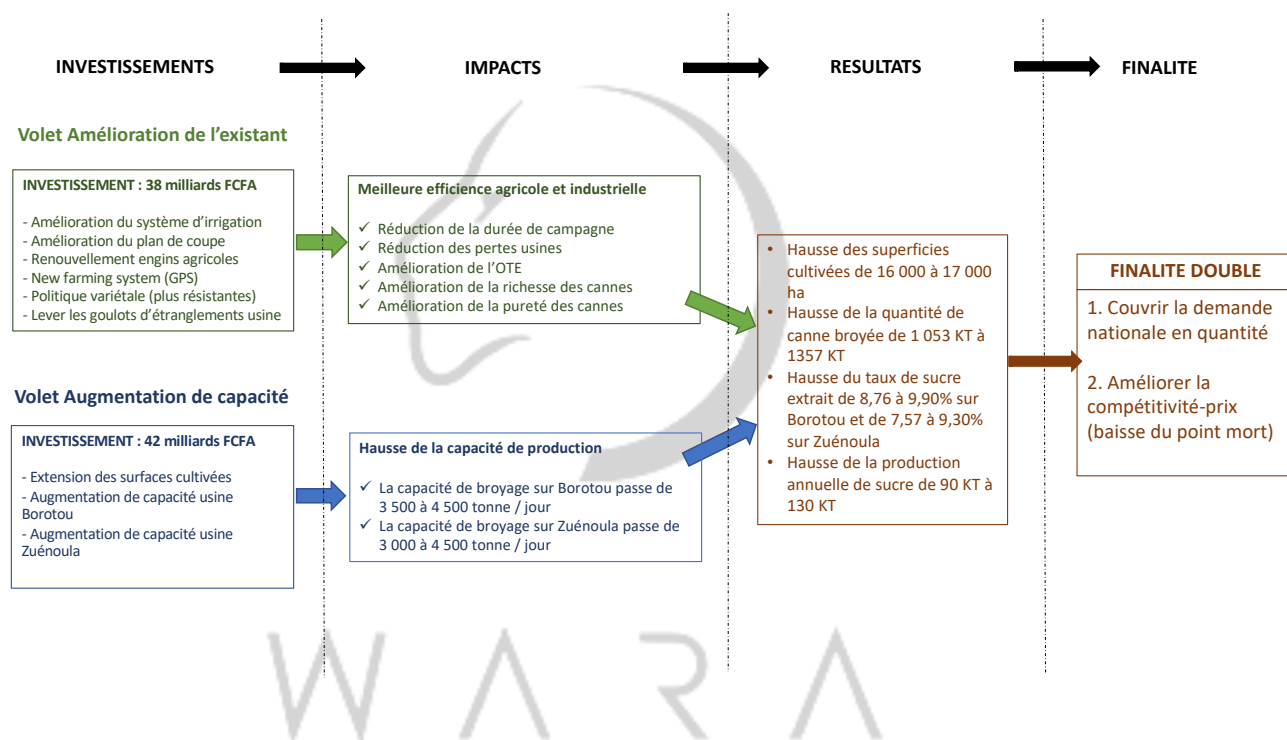 INVESTISSEMENTS
IMPACTS
RESULTATS
FINALITE
Volet Amélioration de l’existant
INVESTISSEMENT : 38 milliards FCFA
- Amélioration du système d’irrigation
- Amélioration du plan de coupe
- Renouvellement engins agricoles
- New farming system (GPS)
- Politique variétale (plus résistantes)
- Lever les goulots d’étranglements usine
Meilleure efficience agricole et industrielle
✓ Réduction de la durée de campagne
✓ Réduction des pertes usines
✓ Amélioration de l’OTE
✓ Amélioration de la richesse des cannes
✓ Amélioration de la pureté des cannes
Volet Augmentation de capacité
INVESTISSEMENT : 42 milliards FCFA
- Extension des surfaces cultivées
- Augmentation de capacité usine
Borotou
- Augmentation de capacité usine
Zuénoula
Hausse de la capacité de production
✓ La capacité de broyage sur Borotou passe de
3 500 à 4 500 tonne / jour
✓ La capacité de broyage sur Zuénoula passe de
3 000 à 4 500 tonne / jour
• Hausse des superficies
cultivées de 16 000 à 17 000
ha
• Hausse de la quantité de
canne broyée de 1 053 KT à
1357 KT
• Hausse du taux de sucre
extrait de 8,76 à 9,90% sur
Borotou et de 7,57 à 9,30%
sur Zuénoula
• Hausse de la production
annuelle de sucre de 90 KT à
130 KT
FINALITE DOUBLE
1. Couvrir la demande
nationale en quantité
2. Améliorer la
compétitivité-prix
(baisse du point mort)
WARA